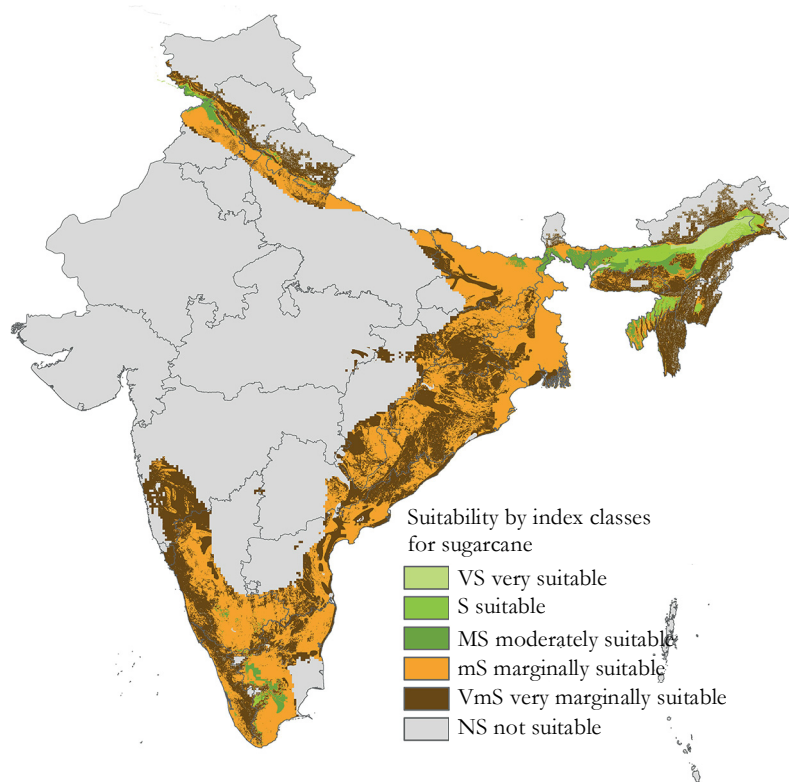 Suitability by index classes
for sugarcane
VS very suitable
S suitable
MS moderately suitable
mS marginally suitable
VmS very marginally suitable
NS not suitable